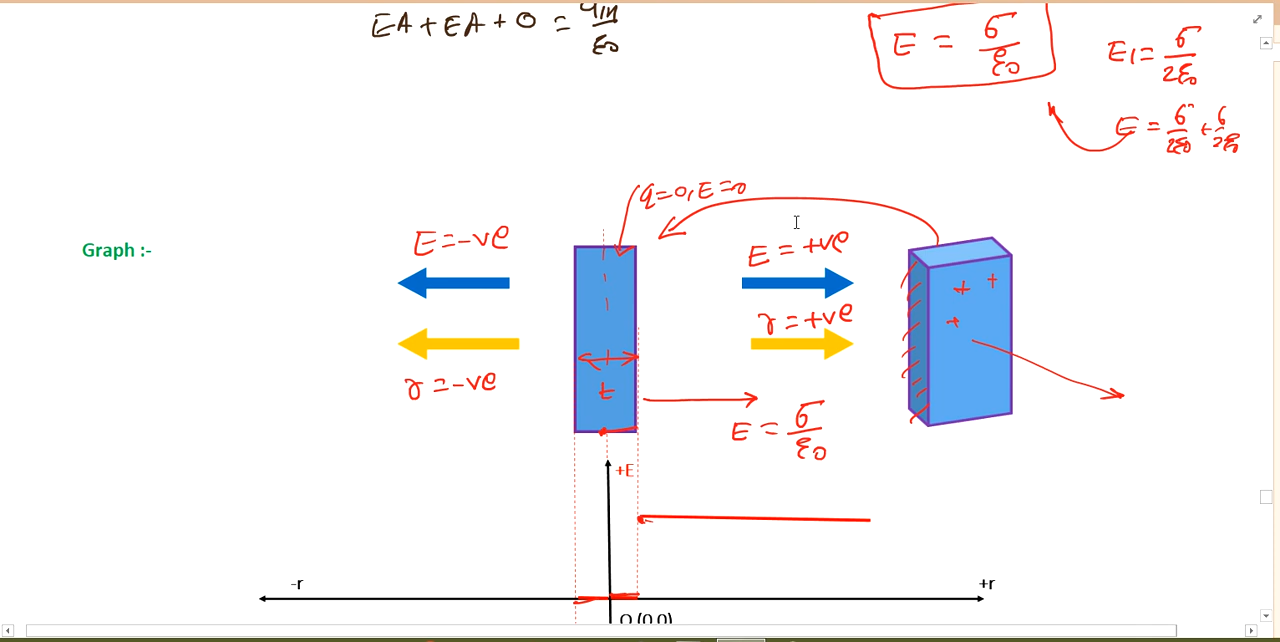 EA + EA + 0 = qin/ε0
E = σ/ε0
E1 = σ/2ε0
E = σ/2ε0 + σ/2ε0
q=0, E=0
Graph :-
E = -ve
E = +ve
r = +ve
r = -ve
t
E = σ/ε0
+ + +
+E
-r
+r
O (0,0)